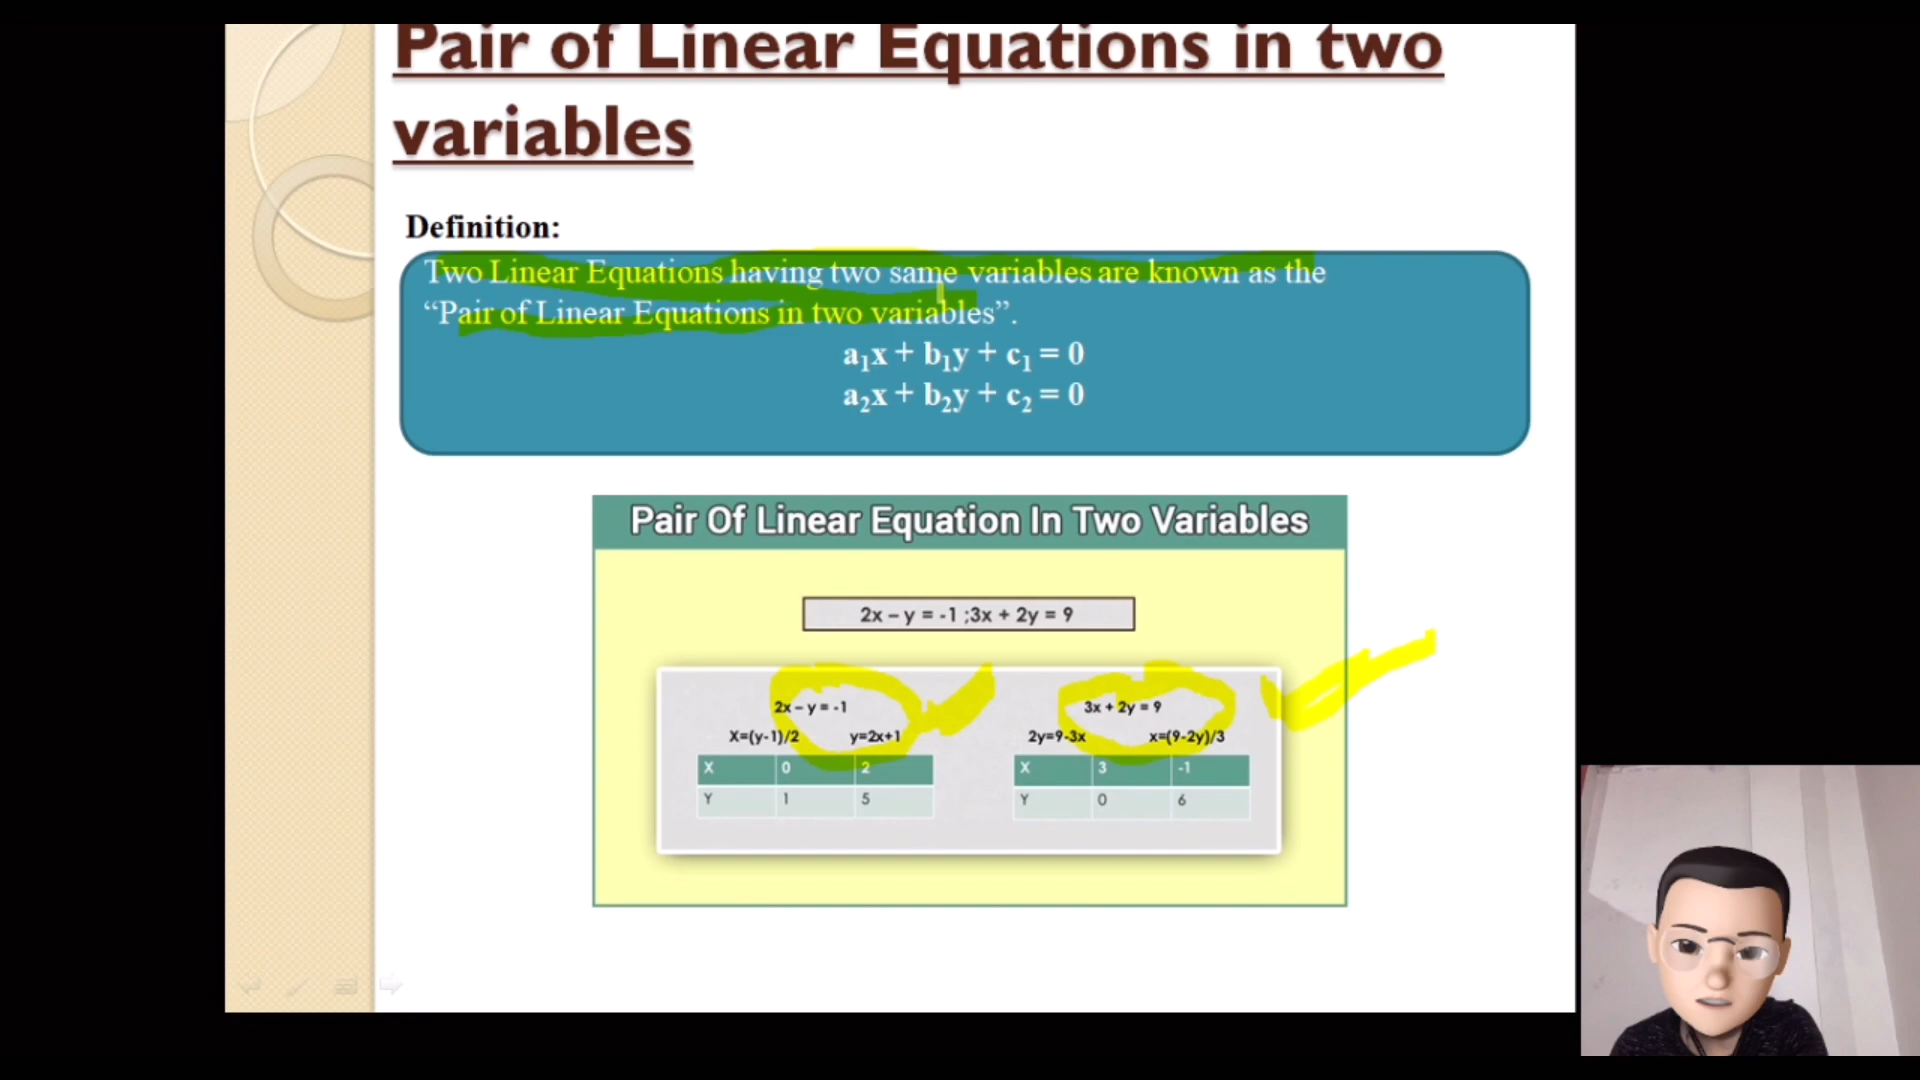 Pair of Linear Equations in two
variables
Definition:
Two Linear Equations having two same variables are known as the
“Pair of Linear Equations in two variables”.
a₁x + b₁y + c₁ = 0
a₂x + b₂y + c₂ = 0
Pair Of Linear Equation In Two Variables
2x – y = -1 ;3x + 2y = 9
2x – y = -1
X=(y-1)/2 y=2x+1
X 0 2
Y 1 5
3x + 2y = 9
2y=9-3x x=(9-2y)/3
X 3 -1
Y 0 6